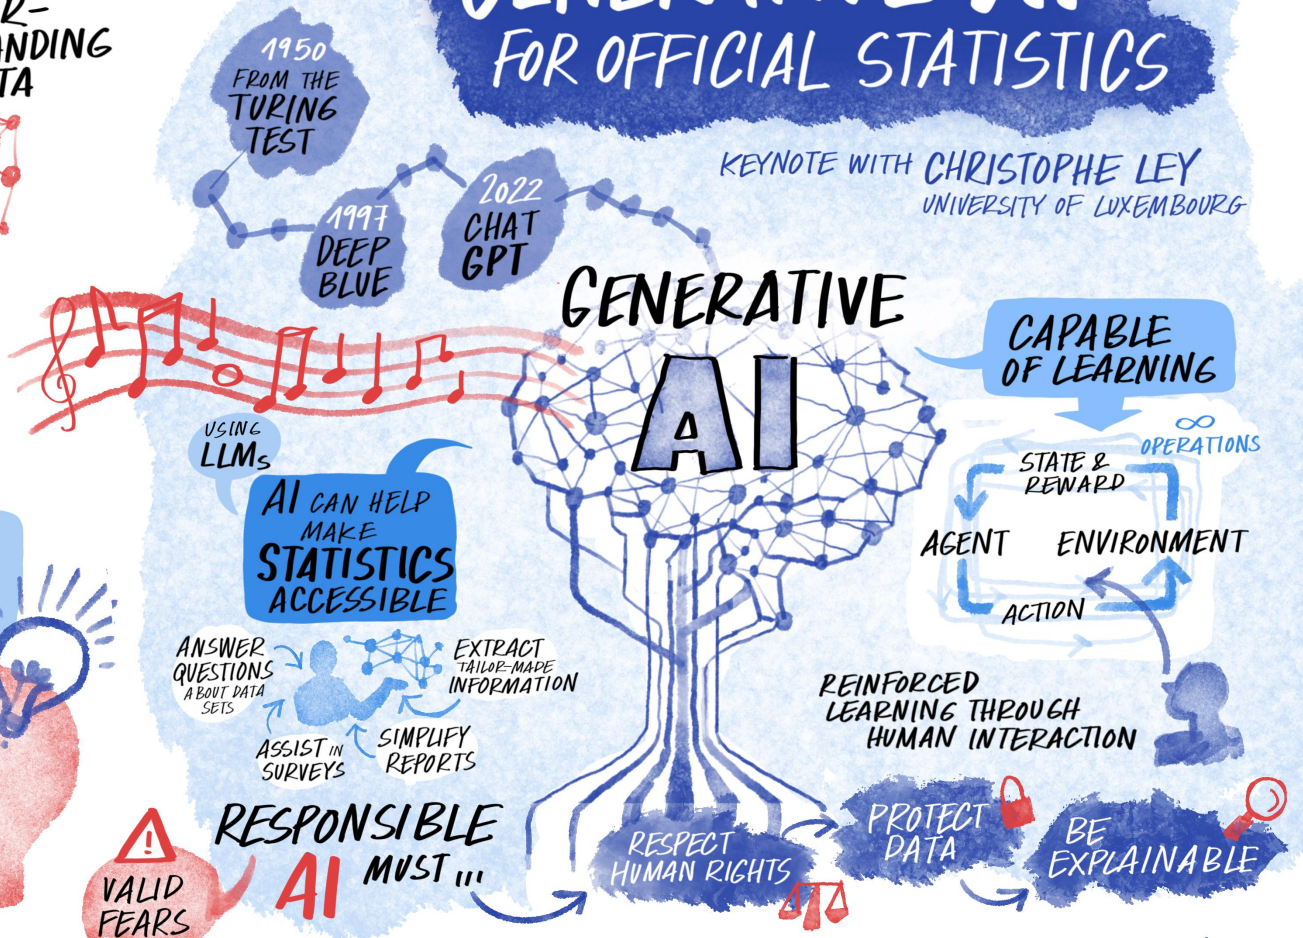 ANDING
TA
FOR OFFICIAL STATISTICS
KEYNOTE WITH CHRISTOPHE LEY
UNIVERSITY OF LUXEMBOURG
1950
FROM THE
TURING
TEST
1997
DEEP
BLUE
2022
CHAT
GPT
GENERATIVE
AI
CAPABLE
OF LEARNING
∞
OPERATIONS
STATE &
REWARD
AGENT
ENVIRONMENT
ACTION
REINFORCED
LEARNING THROUGH
HUMAN INTERACTION
USING
LLMs
AI CAN HELP
MAKE
STATISTICS
ACCESSIBLE
ANSWER
QUESTIONS
ABOUT DATA
SETS
EXTRACT
TAILOR-MADE
INFORMATION
ASSIST IN
SURVEYS
SIMPLIFY
REPORTS
VALID
FEARS
RESPONSIBLE
AI MUST ...
RESPECT
HUMAN RIGHTS
PROTECT
DATA
BE
EXPLAINABLE